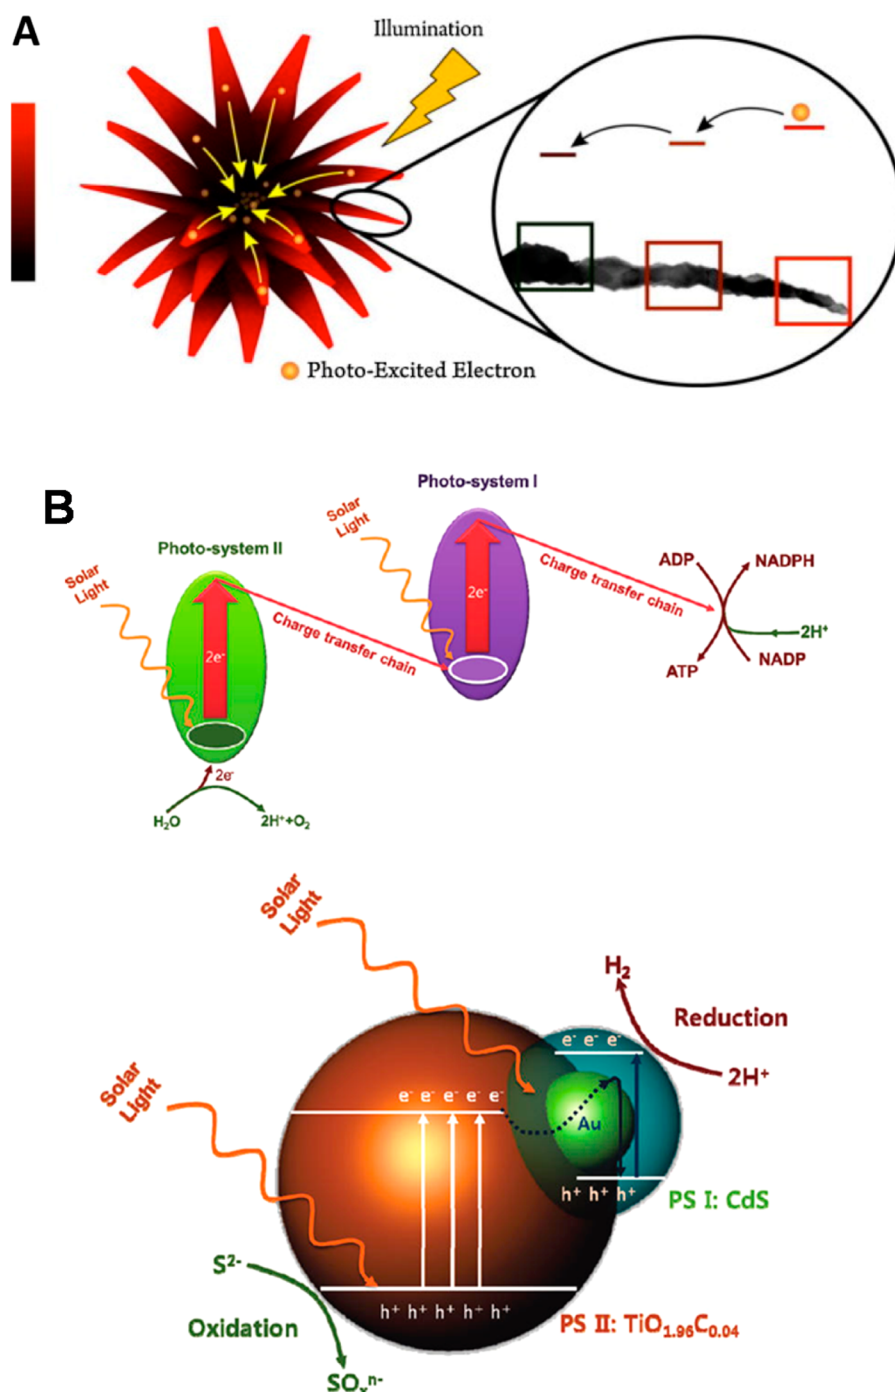 A
Illumination
Photo-Excited Electron
B
Photo-system I
Solar
Light
Photo-system II
Solar
Light
2e⁻
Charge transfer chain
ADP
NADPH
2H⁺
ATP
NADP
2e⁻
Charge transfer chain
2e⁻
H₂O
2H⁺+O₂
Solar
Light
Solar
Light
H₂
Reduction
2H⁺
e⁻ e⁻ e⁻
e⁻ e⁻ e⁻ e⁻ e⁻
Au
h⁺ h⁺ h⁺
PS I: CdS
S²⁻
Oxidation
h⁺ h⁺ h⁺ h⁺ h⁺
PS II: TiO₁.₉₆C₀.₀₄
SOₓⁿ⁻